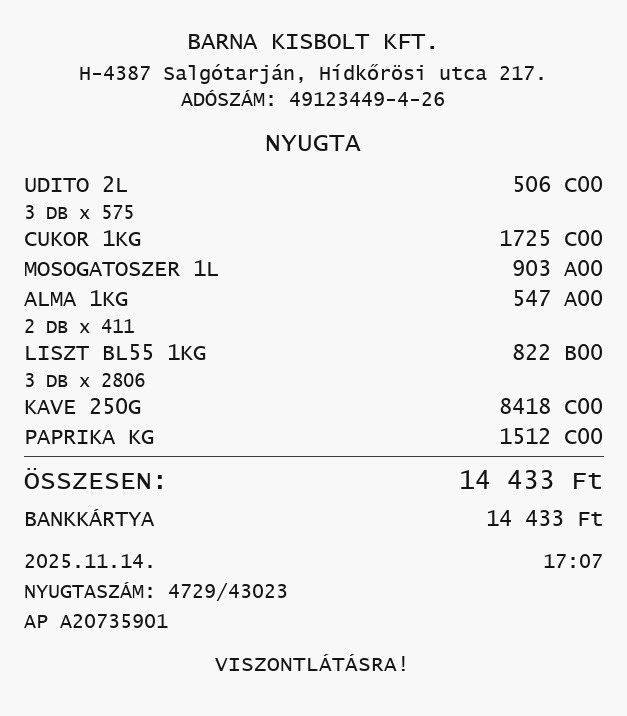 BARNA KISBOLT KFT.
H-4387 Salgótarján, Hídkőrösi utca 217.
ADÓSZÁM: 49123449-4-26
NYUGTA
UDITO 2L 506 C00
3 DB x 575
CUKOR 1KG 1725 C00
MOSOGATOSZER 1L 903 A00
ALMA 1KG 547 A00
2 DB x 411
LISZT BL55 1KG 822 B00
3 DB x 2806
KAVE 250G 8418 C00
PAPRIKA KG 1512 C00
ÖSSZESEN: 14 433 Ft
BANKKÁRTYA 14 433 Ft
2025.11.14. 17:07
NYUGTASZÁM: 4729/43023
AP A20735901
VISZONTLÁTÁSRA!